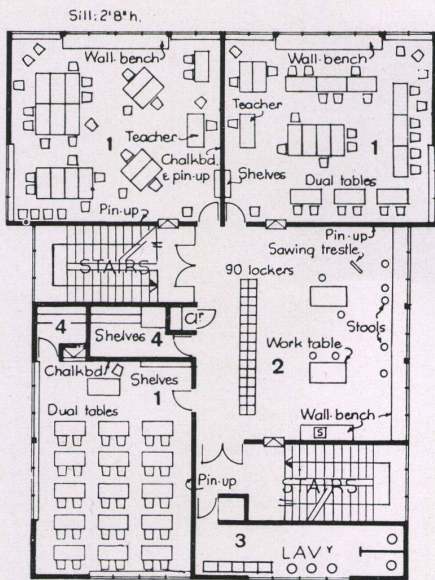 Sill: 2'8"h.
Wall-bench
Wall-bench
Teacher
Teacher
1
1
Chalkbd.
& pin-up
Shelves
Dual tables
Pin-up
Pin-up
Sawing trestle
STAIRS
90 lockers
Clr
4
Shelves 4
Stools
Work table
2
Chalkbd
Shelves
1
Dual tables
Wall-bench
S
Pin-up
STAIRS
3
LAVY